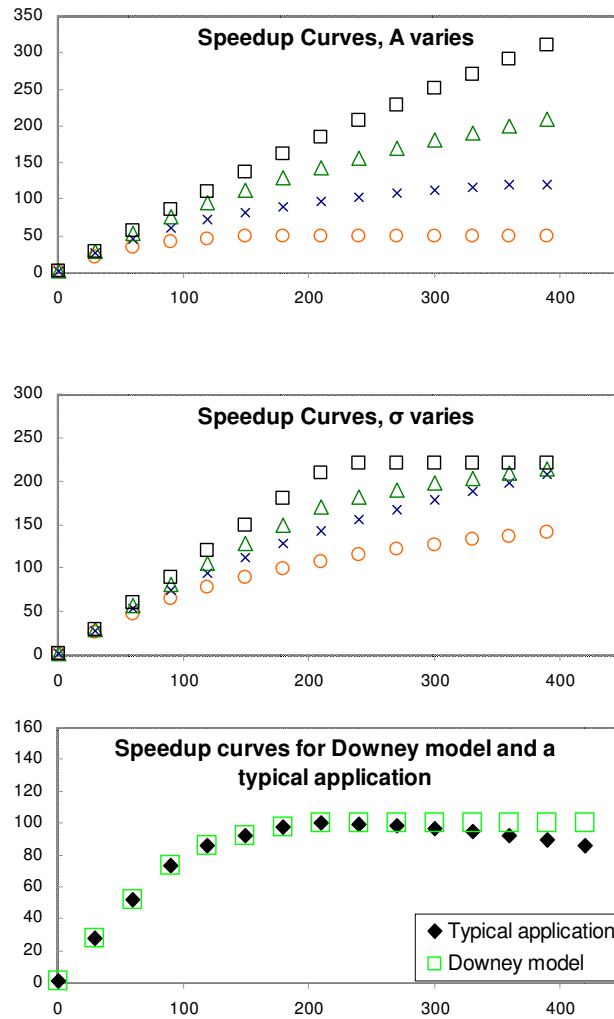 Speedup Curves, A varies
350
300
250
200
150
100
50
0
0 100 200 300 400
Speedup Curves, σ varies
300
250
200
150
100
50
0
0 100 200 300 400
Speedup curves for Downey model and a
typical application
160
140
120
100
80
60
40
20
0
Typical application
Downey model
0 100 200 300 400